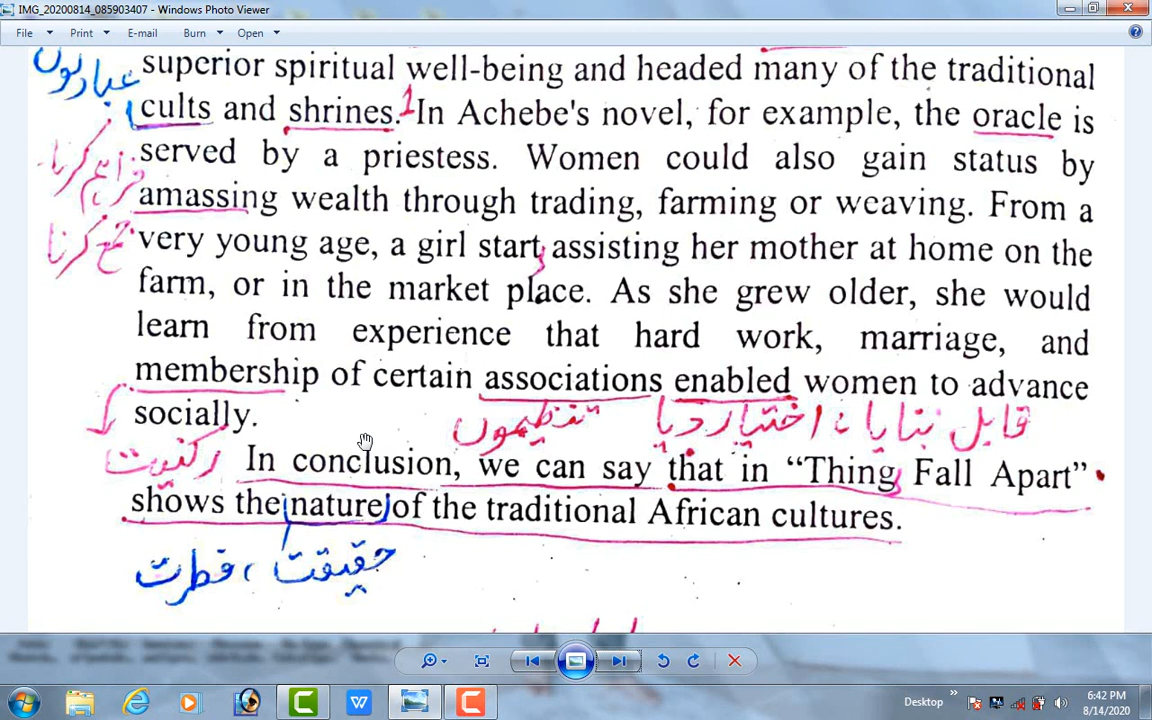 IMG_20200814_085903407 - Windows Photo Viewer
File Print E-mail Burn Open
superior spiritual well-being and headed many of the traditional
عبادتوں
cults and shrines. 1 In Achebe's novel, for example, the oracle is
served by a priestess. Women could also gain status by
فراہم کرنا
amassing wealth through trading, farming or weaving. From a
جمع کرنا
very young age, a girl start, assisting her mother at home on the
farm, or in the market place. As she grew older, she would
learn from experience that hard work, marriage, and
membership of certain associations enabled women to advance
socially.
قابل بنایا، اختیار دیا
تنظیموں
رکنیت
In conclusion, we can say that in “Thing Fall Apart”
shows the (nature) of the traditional African cultures.
حقیقت، فطرت
Desktop
6:42 PM
8/14/2020